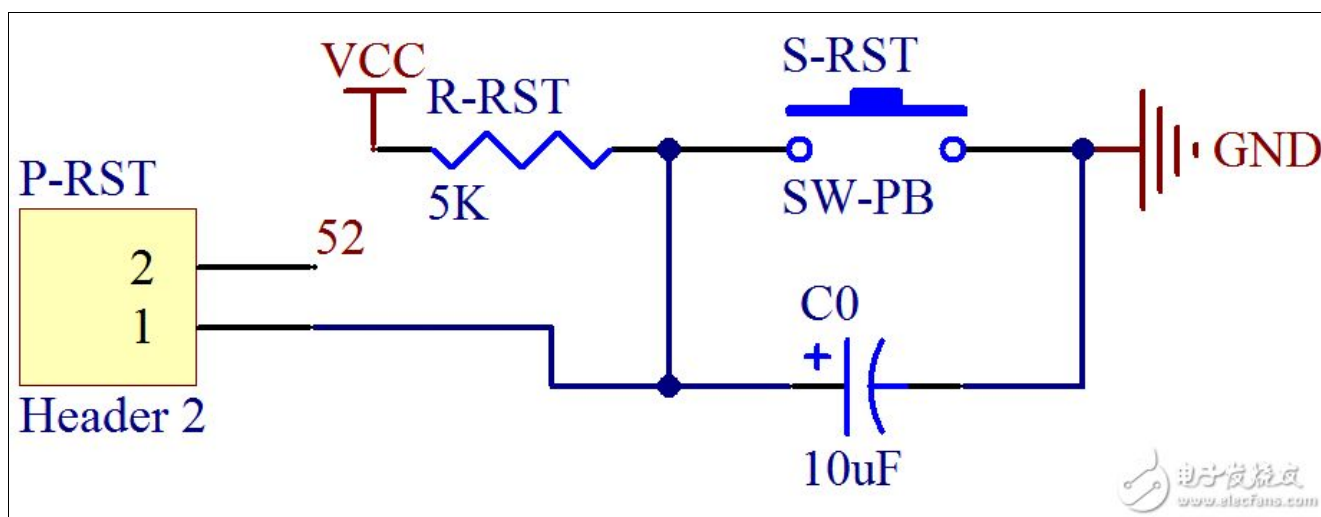 VCC
R-RST
S-RST
P-RST
5K
SW-PB
GND
52
2
1
C0
+
Header 2
10uF
电子发烧友
www.elecfans.com